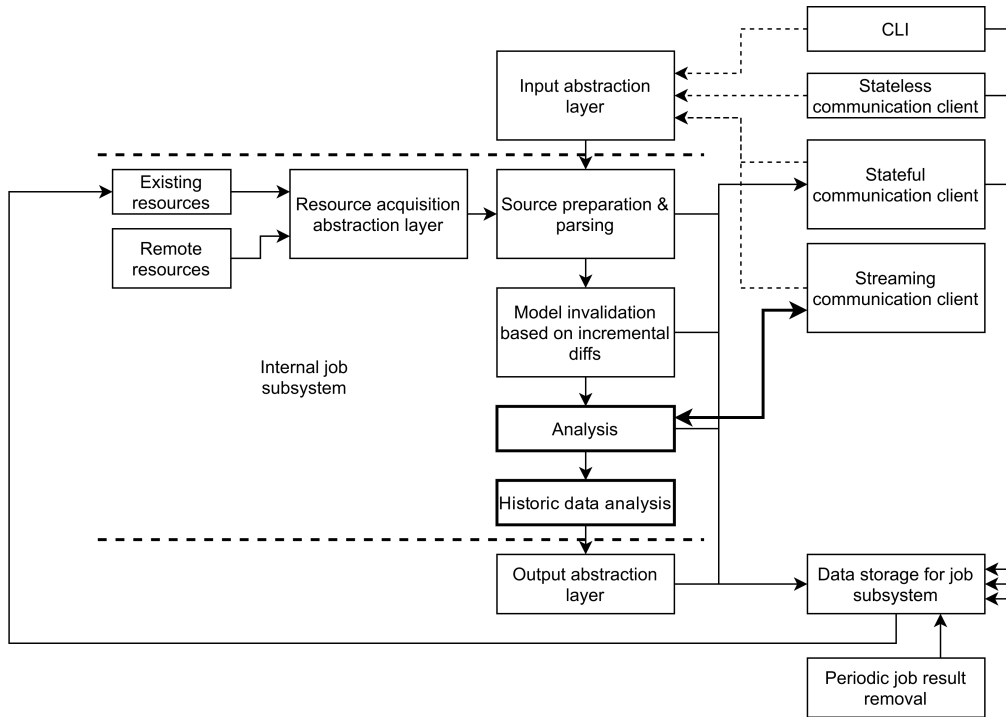 CLI
Input abstraction
layer
Stateless
communication client
Existing
resources
Resource acquisition
abstraction layer
Source preparation &
parsing
Stateful
communication client
Remote
resources
Streaming
communication client
Model invalidation
based on incremental
diffs
Internal job
subsystem
Analysis
Historic data analysis
Output abstraction
layer
Data storage for job
subsystem
Periodic job result
removal